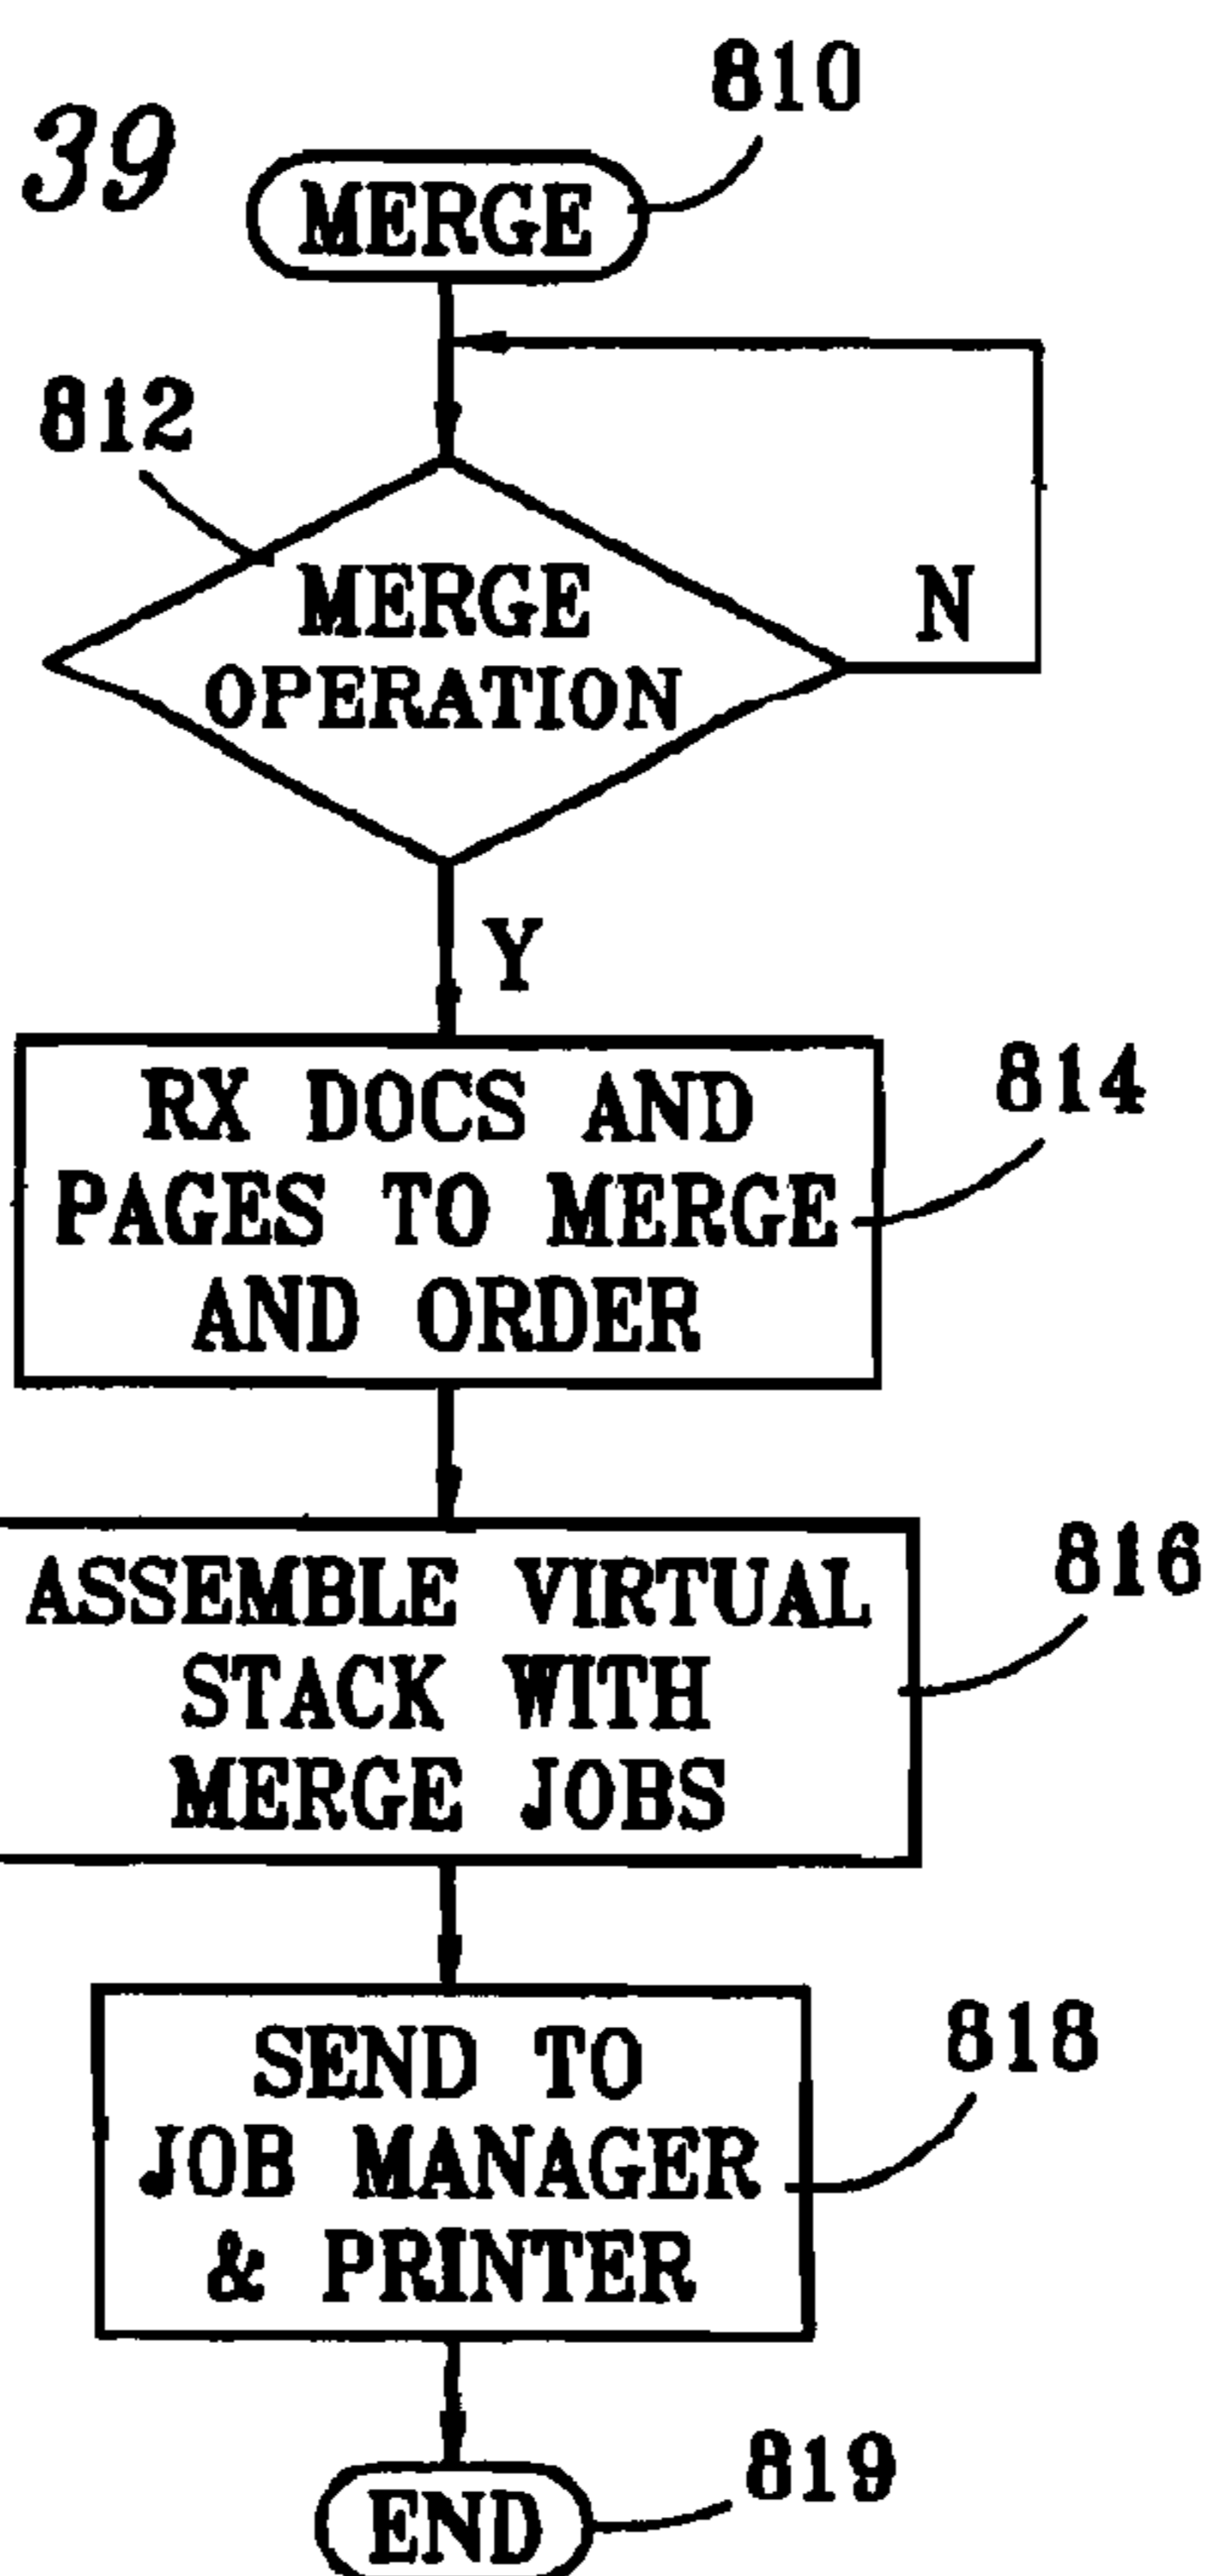 39
810
MERGE
812
MERGE
OPERATION
N
Y
RX DOCS AND
PAGES TO MERGE
AND ORDER
814
ASSEMBLE VIRTUAL
STACK WITH
MERGE JOBS
816
SEND TO
JOB MANAGER
& PRINTER
818
END
819